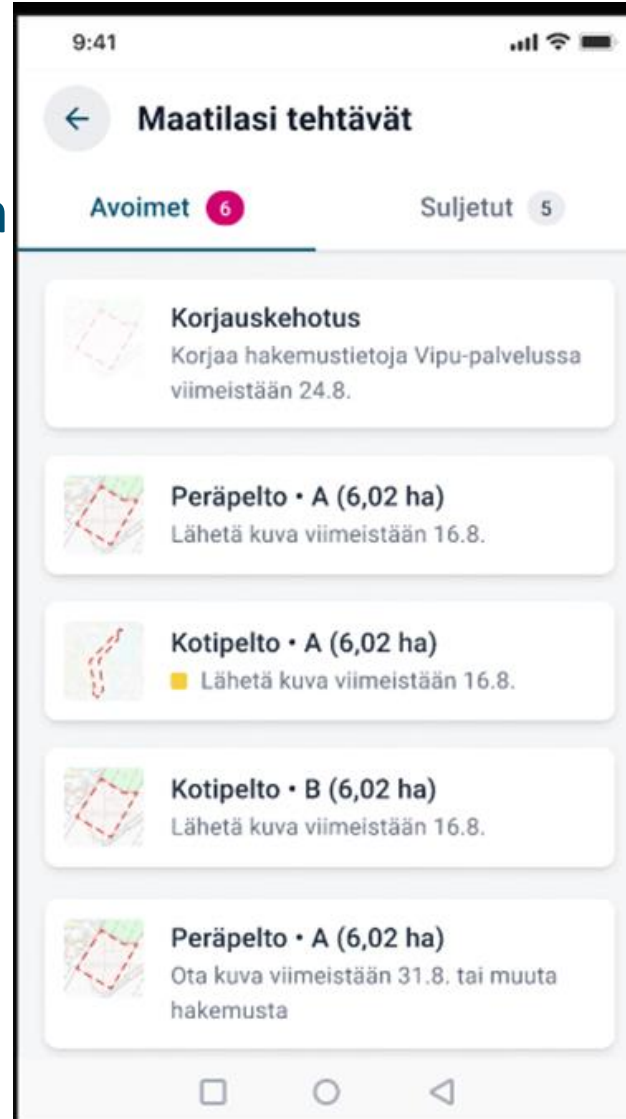 9:41
Maatilasi tehtävät
Avoimet 6
Suljetut 5
Korjauskehotus
Korjaa hakemustietoja Vipu-palvelussa
viimeistään 24.8.
Peräpelto • A (6,02 ha)
Lähetä kuva viimeistään 16.8.
Kotipelto • A (6,02 ha)
Lähetä kuva viimeistään 16.8.
Kotipelto • B (6,02 ha)
Lähetä kuva viimeistään 16.8.
Peräpelto • A (6,02 ha)
Ota kuva viimeistään 31.8. tai muuta
hakemusta